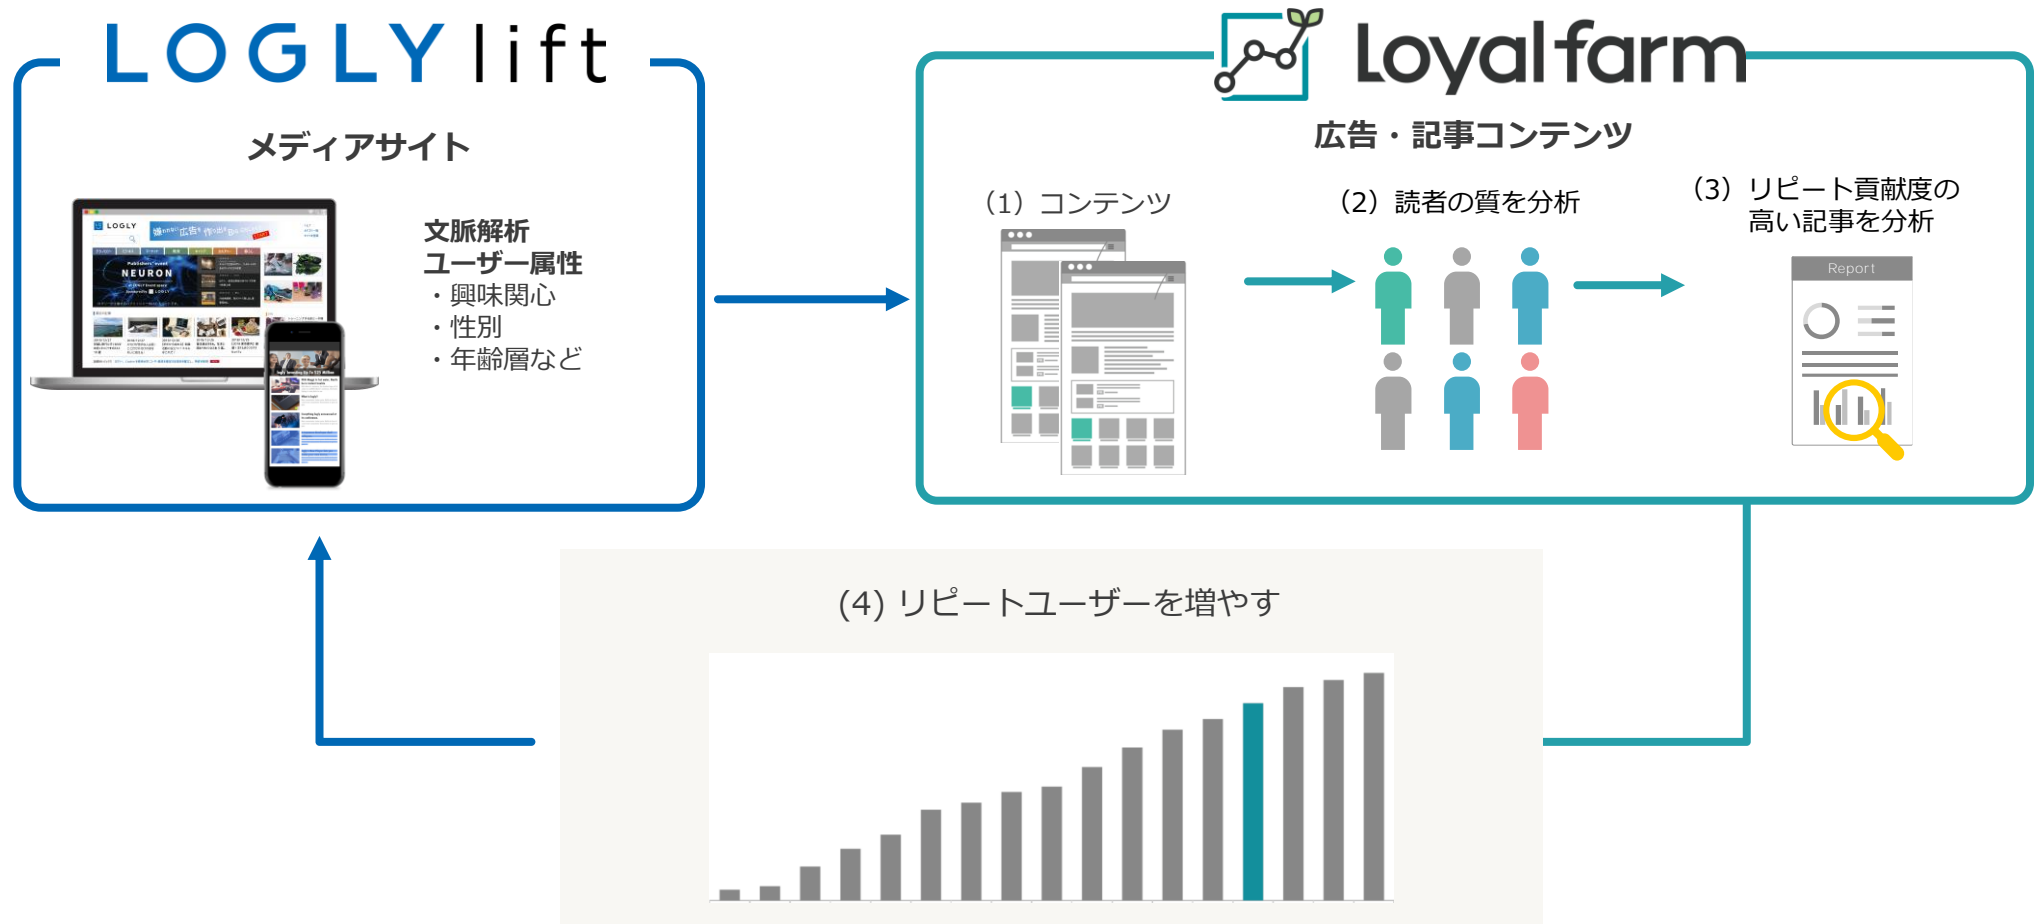 LOGLY lift
メディアサイト
LOGLY
Publishers' event
NEURON
文脈解析
ユーザー属性
・興味関心
・性別
・年齢層など
Loyalfarm
広告・記事コンテンツ
（1）コンテンツ
（2）読者の質を分析
（3）リピート貢献度の
高い記事を分析
Report
(4) リピートユーザーを増やす